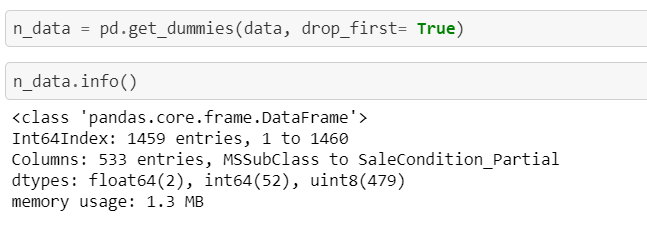 n_data = pd.get_dummies(data, drop_first= True)
n_data.info()
<class 'pandas.core.frame.DataFrame'>
Int64Index: 1459 entries, 1 to 1460
Columns: 533 entries, MSSubClass to SaleCondition_Partial
dtypes: float64(2), int64(52), uint8(479)
memory usage: 1.3 MB